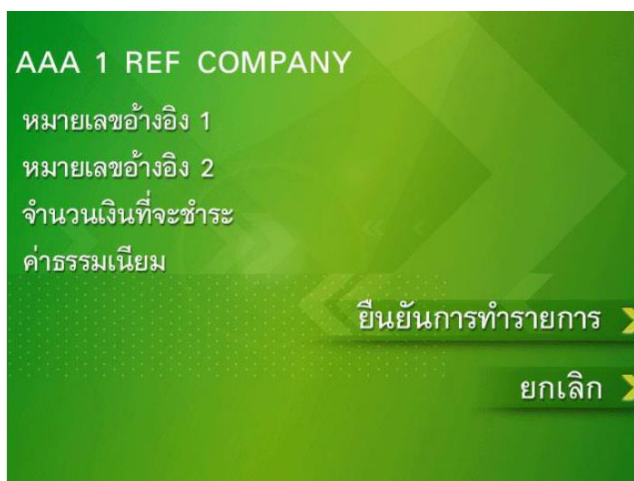 AAA 1 REF COMPANY
หมายเลขอ้างอิง 1
หมายเลขอ้างอิง 2
จำนวนเงินที่จะชำระ
ค่าธรรมเนียม
ยืนยันการทำรายการ
ยกเลิก